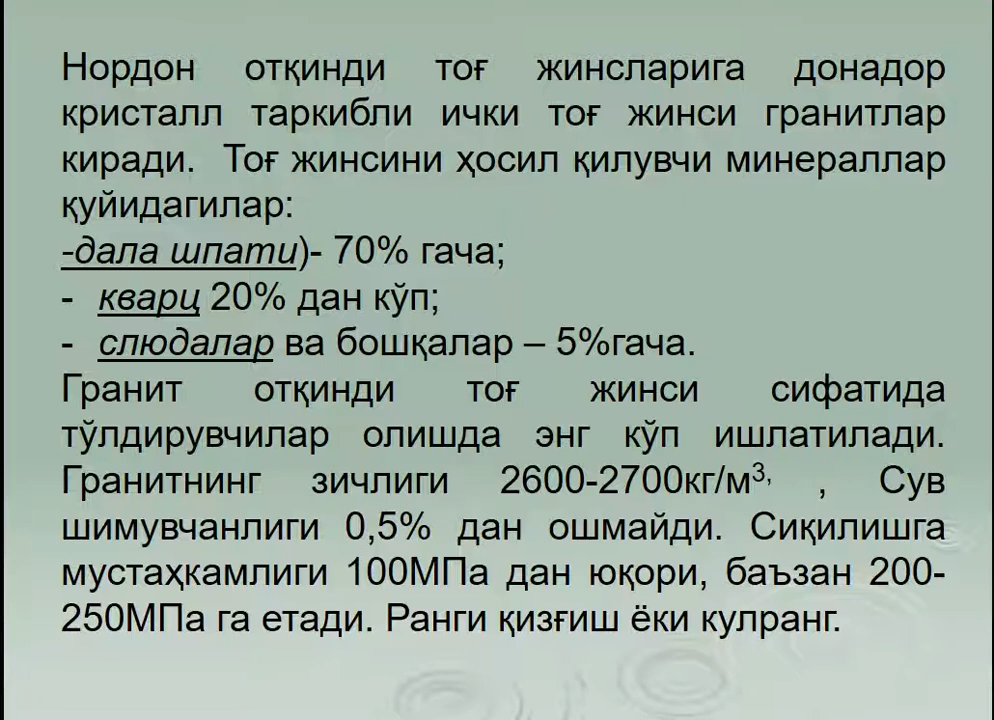 Нордон отқинди тоғ жинсларига донадор
кристалл таркибли ички тоғ жинси гранитлар
киради. Тоғ жинсини ҳосил қилувчи минераллар
қуйидагилар:
-дала шпати)- 70% гача;
- кварц 20% дан кўп;
- слюдалар ва бошқалар – 5%гача.
Гранит отқинди тоғ жинси сифатида
тўлдирувчилар олишда энг кўп ишлатилади.
Гранитнинг зичлиги 2600-2700кг/м³, , Сув
шимувчанлиги 0,5% дан ошмайди. Сиқилишга
мустаҳкамлиги 100МПа дан юқори, баъзан 200-
250МПа га етади. Ранги қизғиш ёки кулранг.